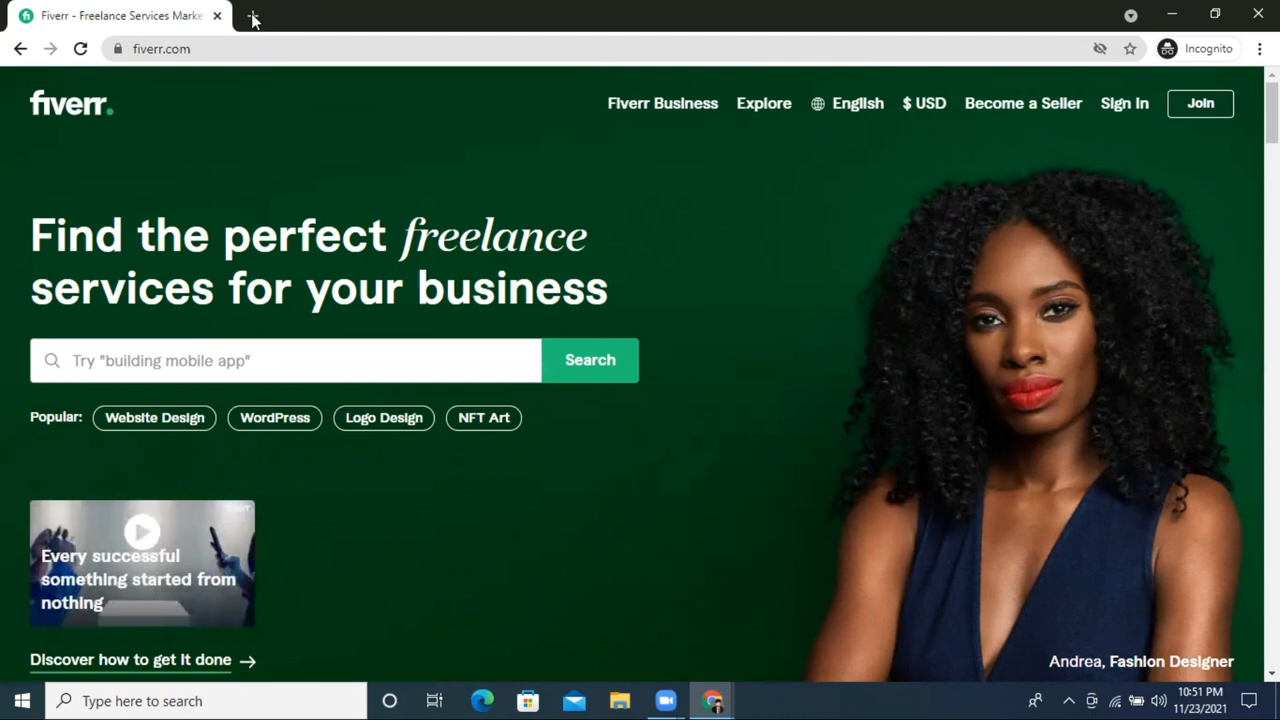 Fiverr - Freelance Services Marke
fiverr.com
Incognito
fiverr.
Fiverr Business
Explore
English
$ USD
Become a Seller
Sign In
Join
Find the perfect freelance
services for your business
Try "building mobile app"
Search
Popular:
Website Design
WordPress
Logo Design
NFT Art
Every successful
something started from
nothing
Discover how to get it done →
Andrea, Fashion Designer
Type here to search
10:51 PM
11/23/2021